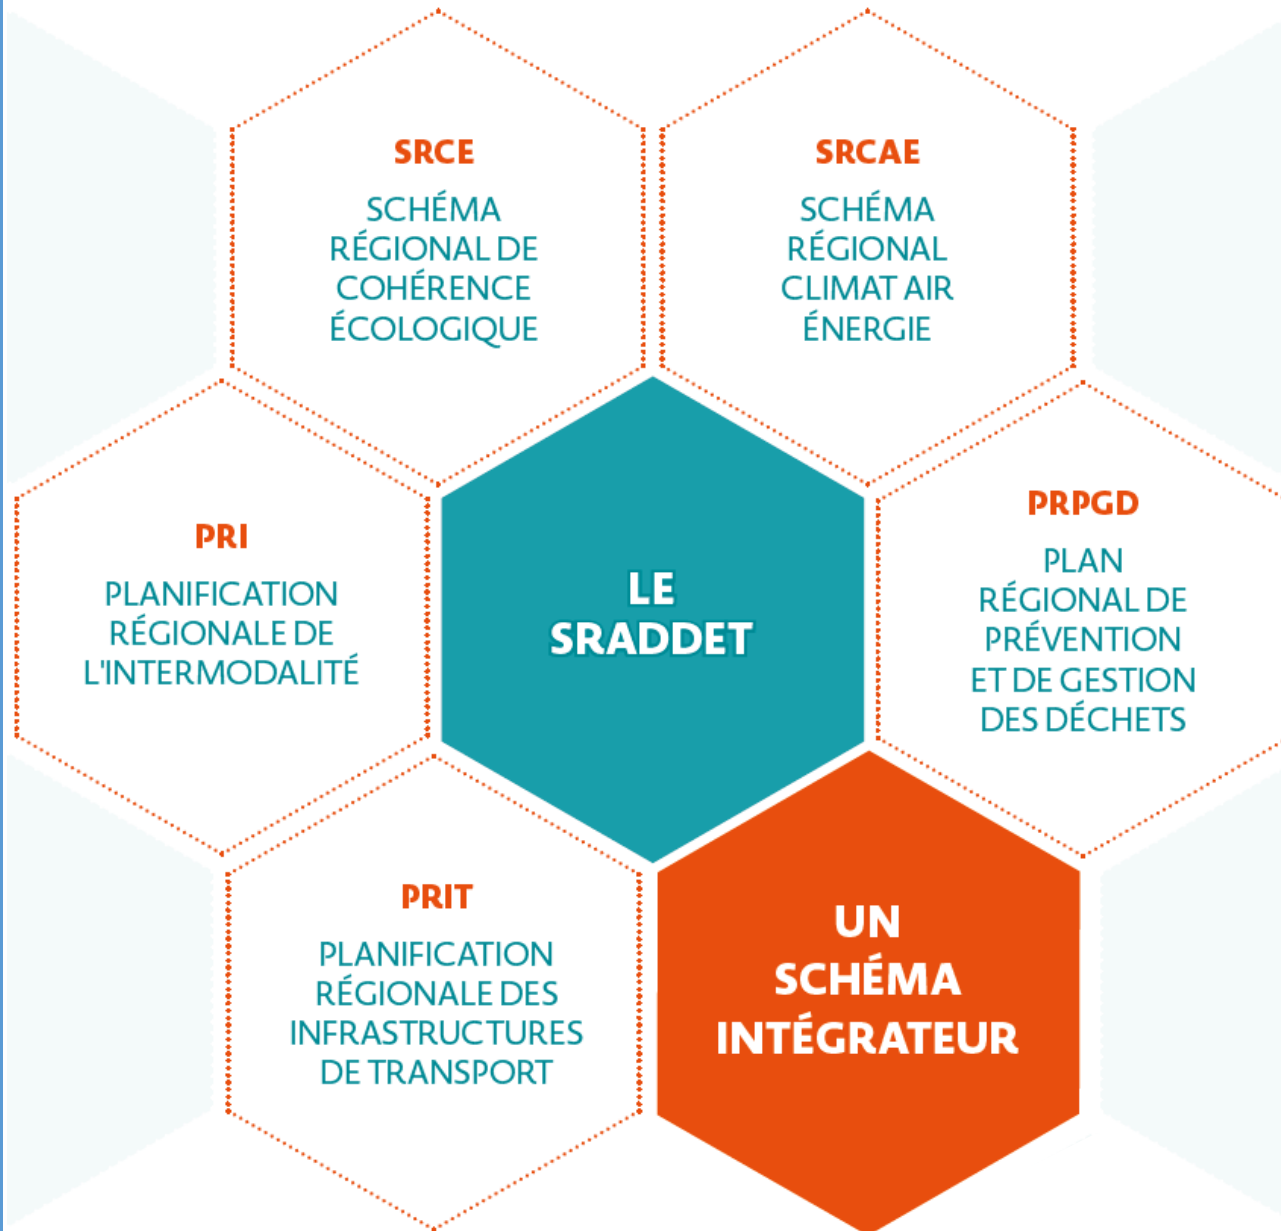 SRCE
SCHÉMA
RÉGIONAL DE
COHÉRENCE
ÉCOLOGIQUE
SRCAE
SCHÉMA
RÉGIONAL
CLIMAT AIR
ÉNERGIE
PRI
PLANIFICATION
RÉGIONALE DE
L'INTERMODALITÉ
LE
SRADDET
PRPGD
PLAN
RÉGIONAL DE
PRÉVENTION
ET DE GESTION
DES DÉCHETS
PRIT
PLANIFICATION
RÉGIONALE DES
INFRASTRUCTURES
DE TRANSPORT
UN
SCHÉMA
INTÉGRATEUR